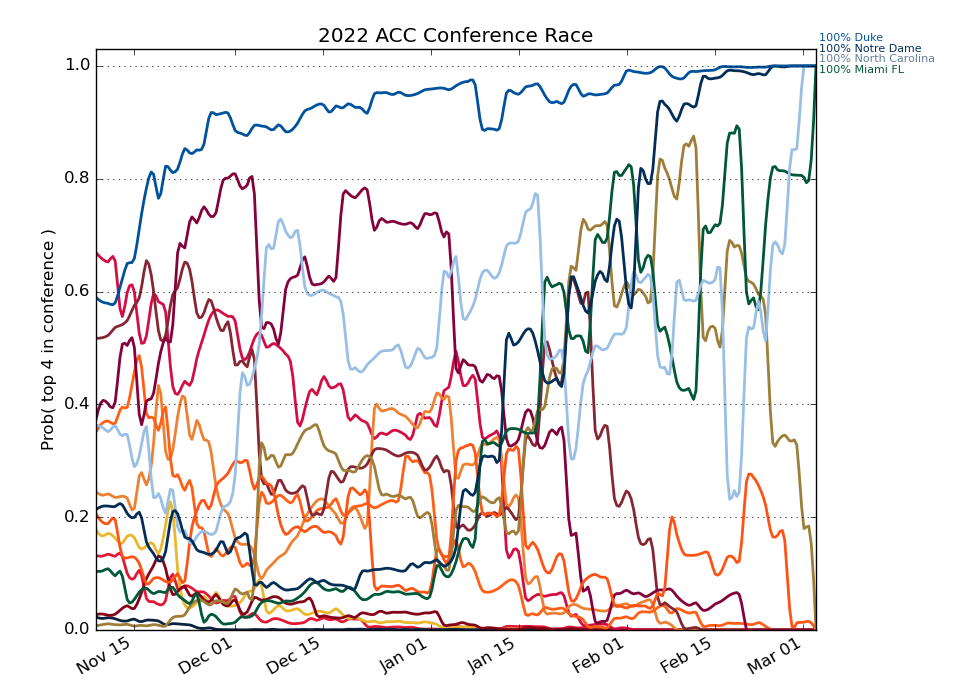 2022 ACC Conference Race
100% Duke
100% Notre Dame
100% North Carolina
100% Miami FL
Prob( top 4 in conference )
1.0
0.8
0.6
0.4
0.2
0.0
Nov 15
Dec 01
Dec 15
Jan 01
Jan 15
Feb 01
Feb 15
Mar 01